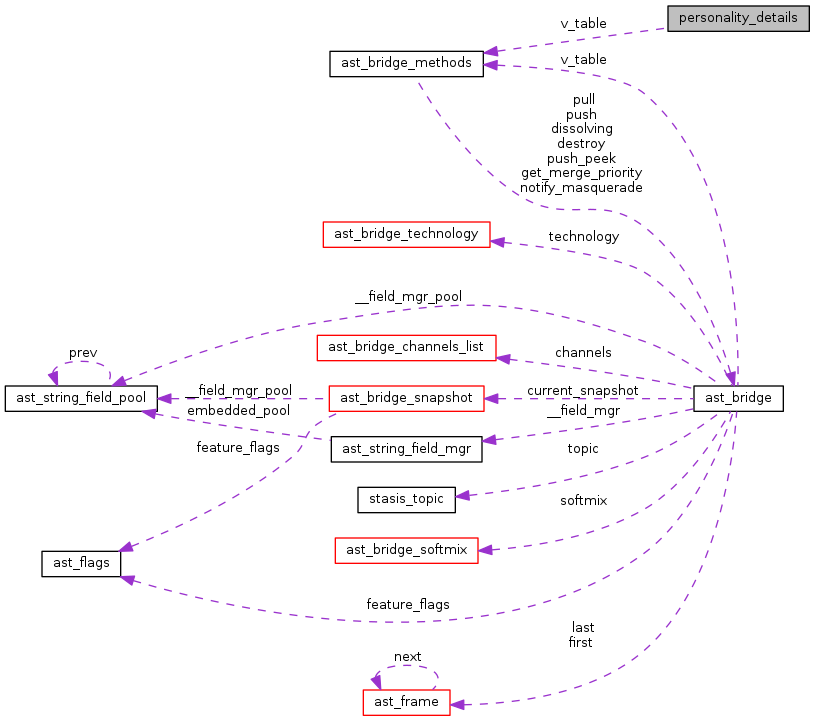 personality_details
v_table
ast_bridge_methods
v_table
pull
push
dissolving
destroy
push_peek
get_merge_priority
notify_masquerade
ast_bridge_technology
technology
__field_mgr_pool
ast_bridge_channels_list
channels
prev
ast_string_field_pool
__field_mgr_pool
ast_bridge_snapshot
current_snapshot
ast_bridge
embedded_pool
__field_mgr
feature_flags
ast_string_field_mgr
topic
stasis_topic
softmix
ast_bridge_softmix
ast_flags
feature_flags
last
first
next
ast_frame